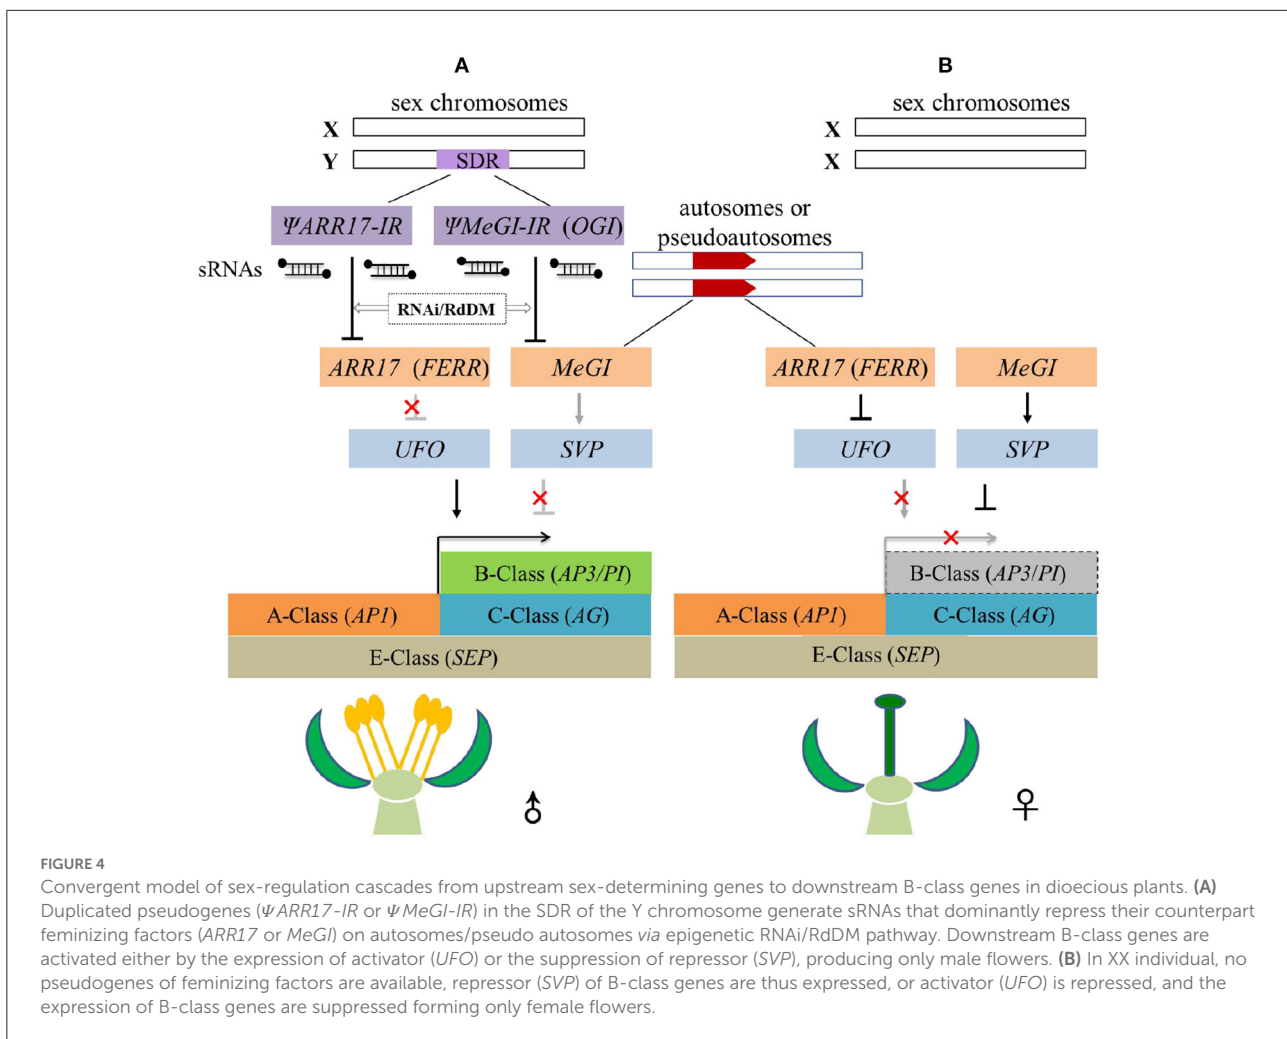 A
B
sex chromosomes
sex chromosomes
X
X
Y
SDR
X
ΨARR17-IR
ΨMeGI-IR (OGI)
autosomes or
pseudoautosomes
sRNAs
RNAi/RdDM
ARR17 (FERR)
MeGI
ARR17 (FERR)
MeGI
UFO
SVP
UFO
SVP
B-Class (AP3/PI)
B-Class (AP3/PI)
A-Class (AP1)
C-Class (AG)
A-Class (AP1)
C-Class (AG)
E-Class (SEP)
E-Class (SEP)
♂
♀
FIGURE 4
Convergent model of sex-regulation cascades from upstream sex-determining genes to downstream B-class genes in dioecious plants. (A)
Duplicated pseudogenes (ΨARR17-IR or ΨMeGI-IR) in the SDR of the Y chromosome generate sRNAs that dominantly repress their counterpart
feminizing factors (ARR17 or MeGI) on autosomes/pseudo autosomes via epigenetic RNAi/RdDM pathway. Downstream B-class genes are
activated either by the expression of activator (UFO) or the suppression of repressor (SVP), producing only male flowers. (B) In XX individual, no
pseudogenes of feminizing factors are available, repressor (SVP) of B-class genes are thus expressed, or activator (UFO) is repressed, and the
expression of B-class genes are suppressed forming only female flowers.